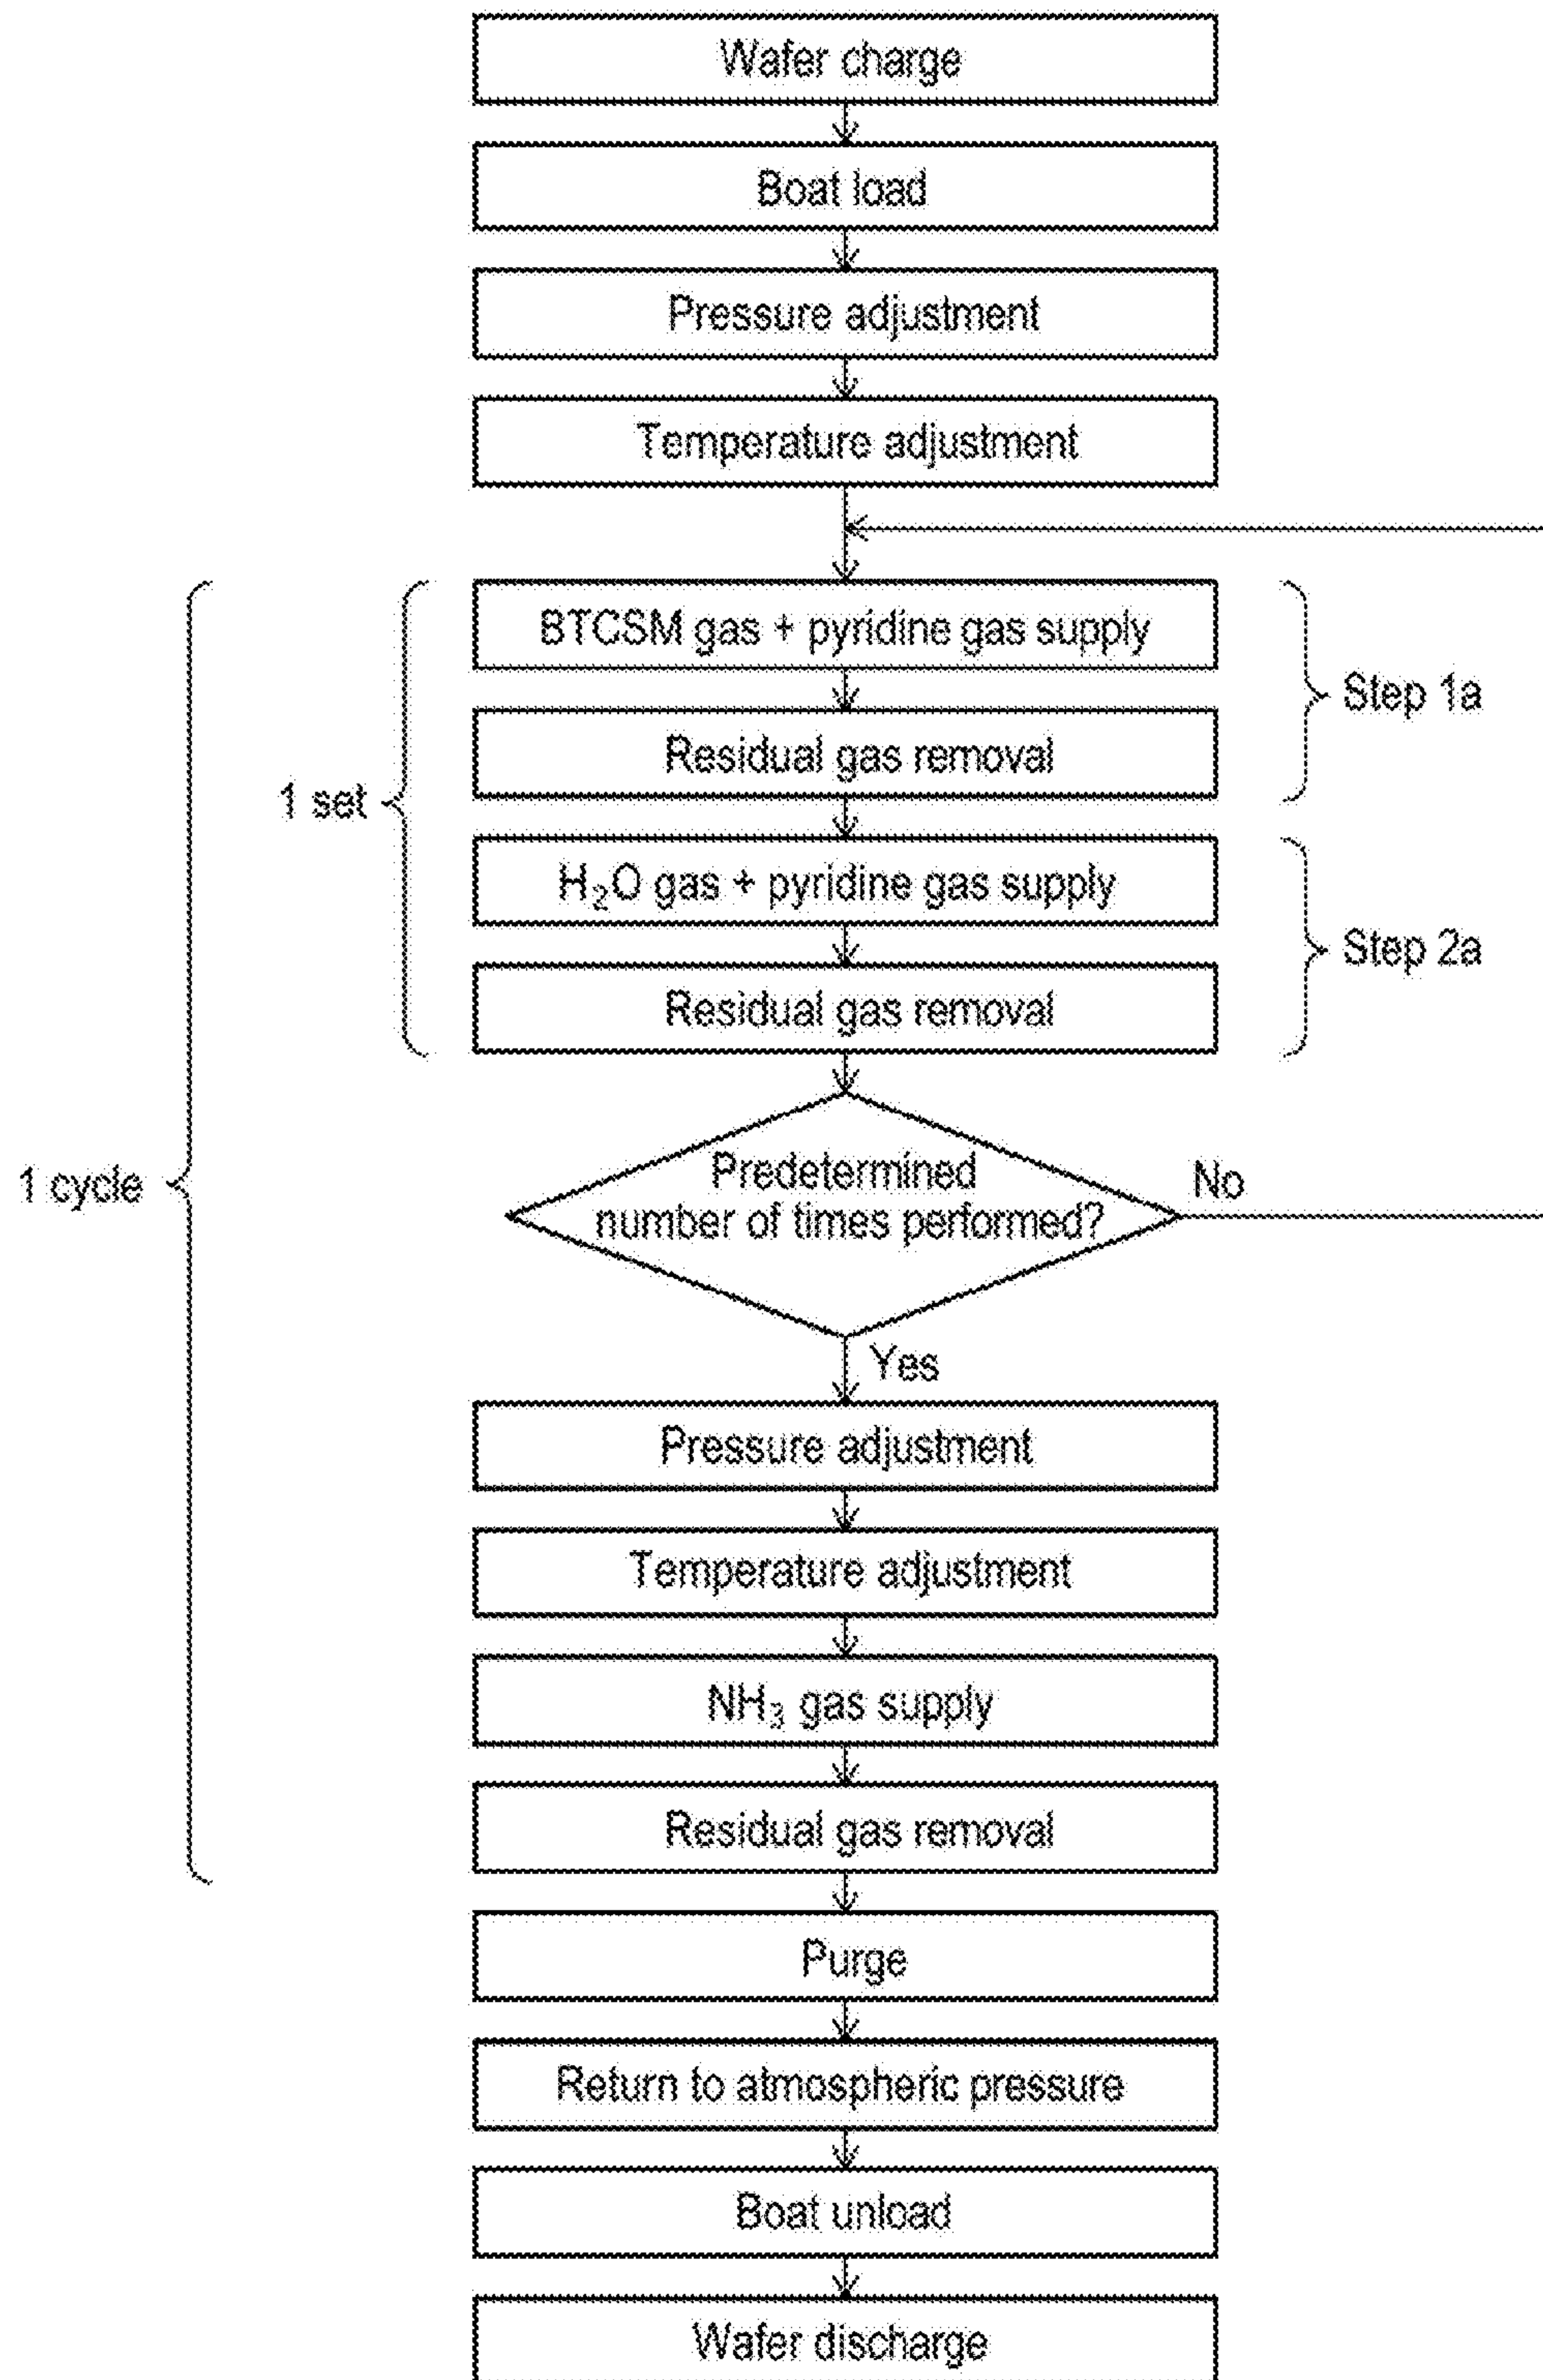 Wafer charge
Boat load
Pressure adjustment
Temperature adjustment
BTCSM gas + pyridine gas supply
Step 1a
Residual gas removal
1 set
H₂O gas + pyridine gas supply
Step 2a
Residual gas removal
1 cycle
Predetermined
number of times performed?
No
Yes
Pressure adjustment
Temperature adjustment
NH₃ gas supply
Residual gas removal
Purge
Return to atmospheric pressure
Boat unload
Wafer discharge